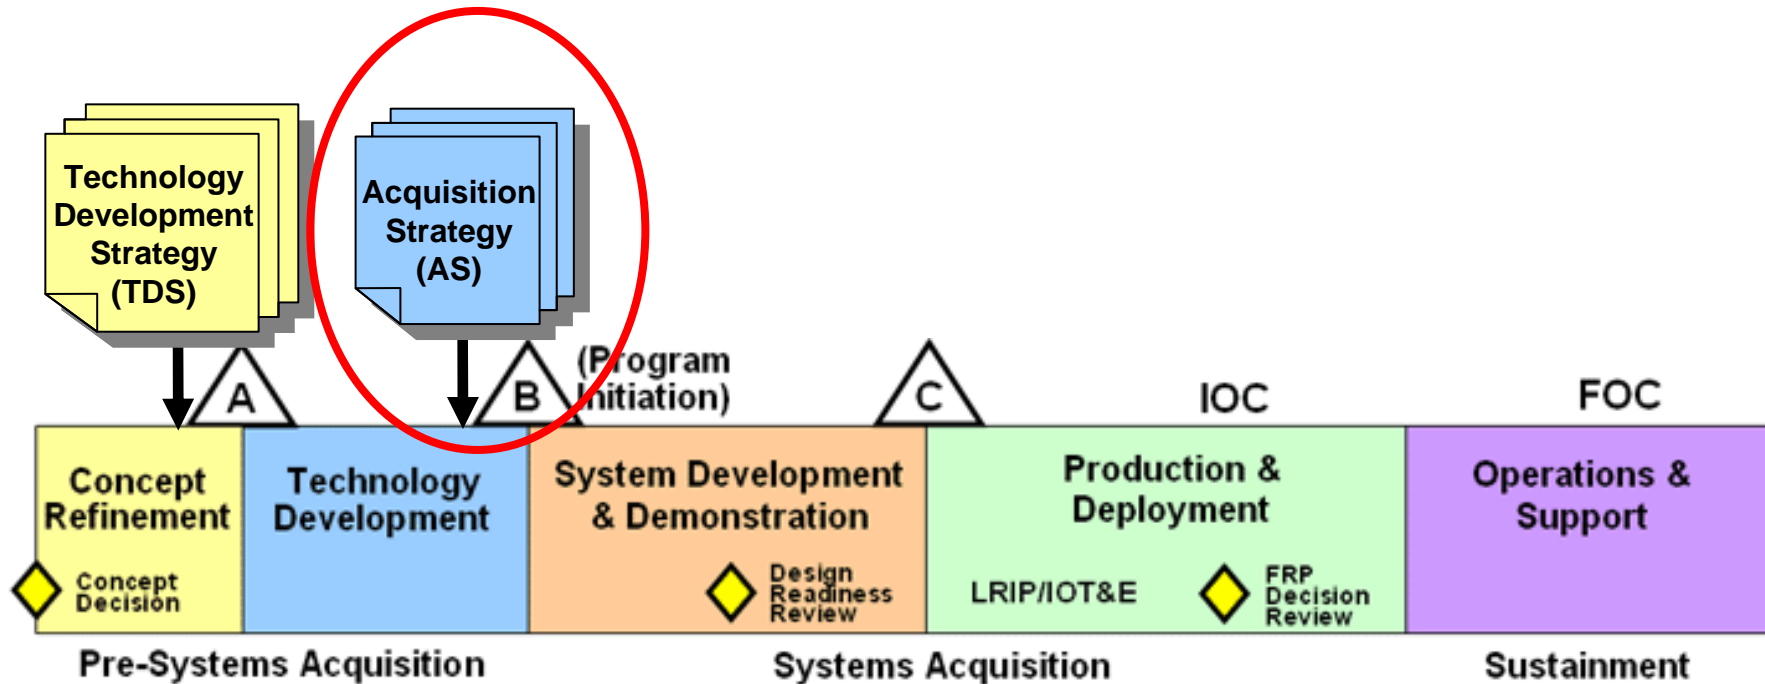 Technology
Development
Strategy
(TDS)
Acquisition
Strategy
(AS)
A
B
(Program
Initiation)
C
IOC
FOC
Concept
Refinement
Technology
Development
System Development
& Demonstration
Production &
Deployment
Operations &
Support
Concept
Decision
Design
Readiness
Review
LRIP/IOT&E
FRP
Decision
Review
Pre-Systems Acquisition
Systems Acquisition
Sustainment